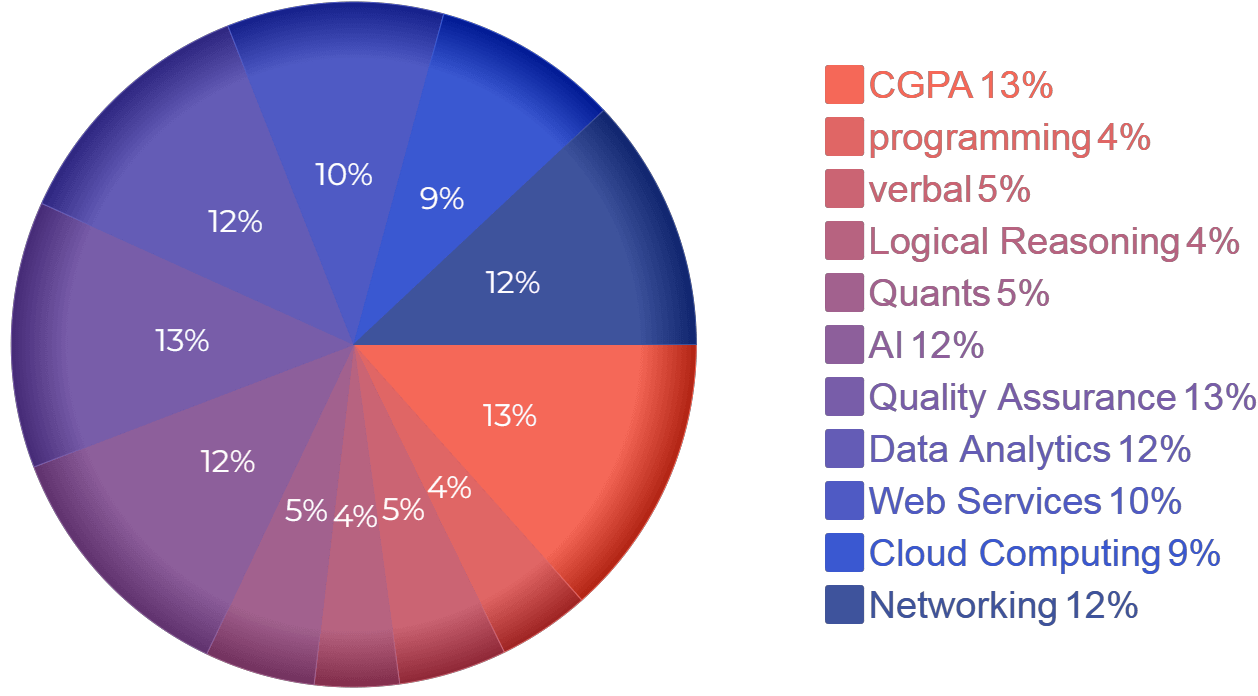 10%
9%
12%
12%
13%
13%
12%
4%
5%
5%
4%
CGPA 13%
programming 4%
verbal 5%
Logical Reasoning 4%
Quants 5%
AI 12%
Quality Assurance 13%
Data Analytics 12%
Web Services 10%
Cloud Computing 9%
Networking 12%